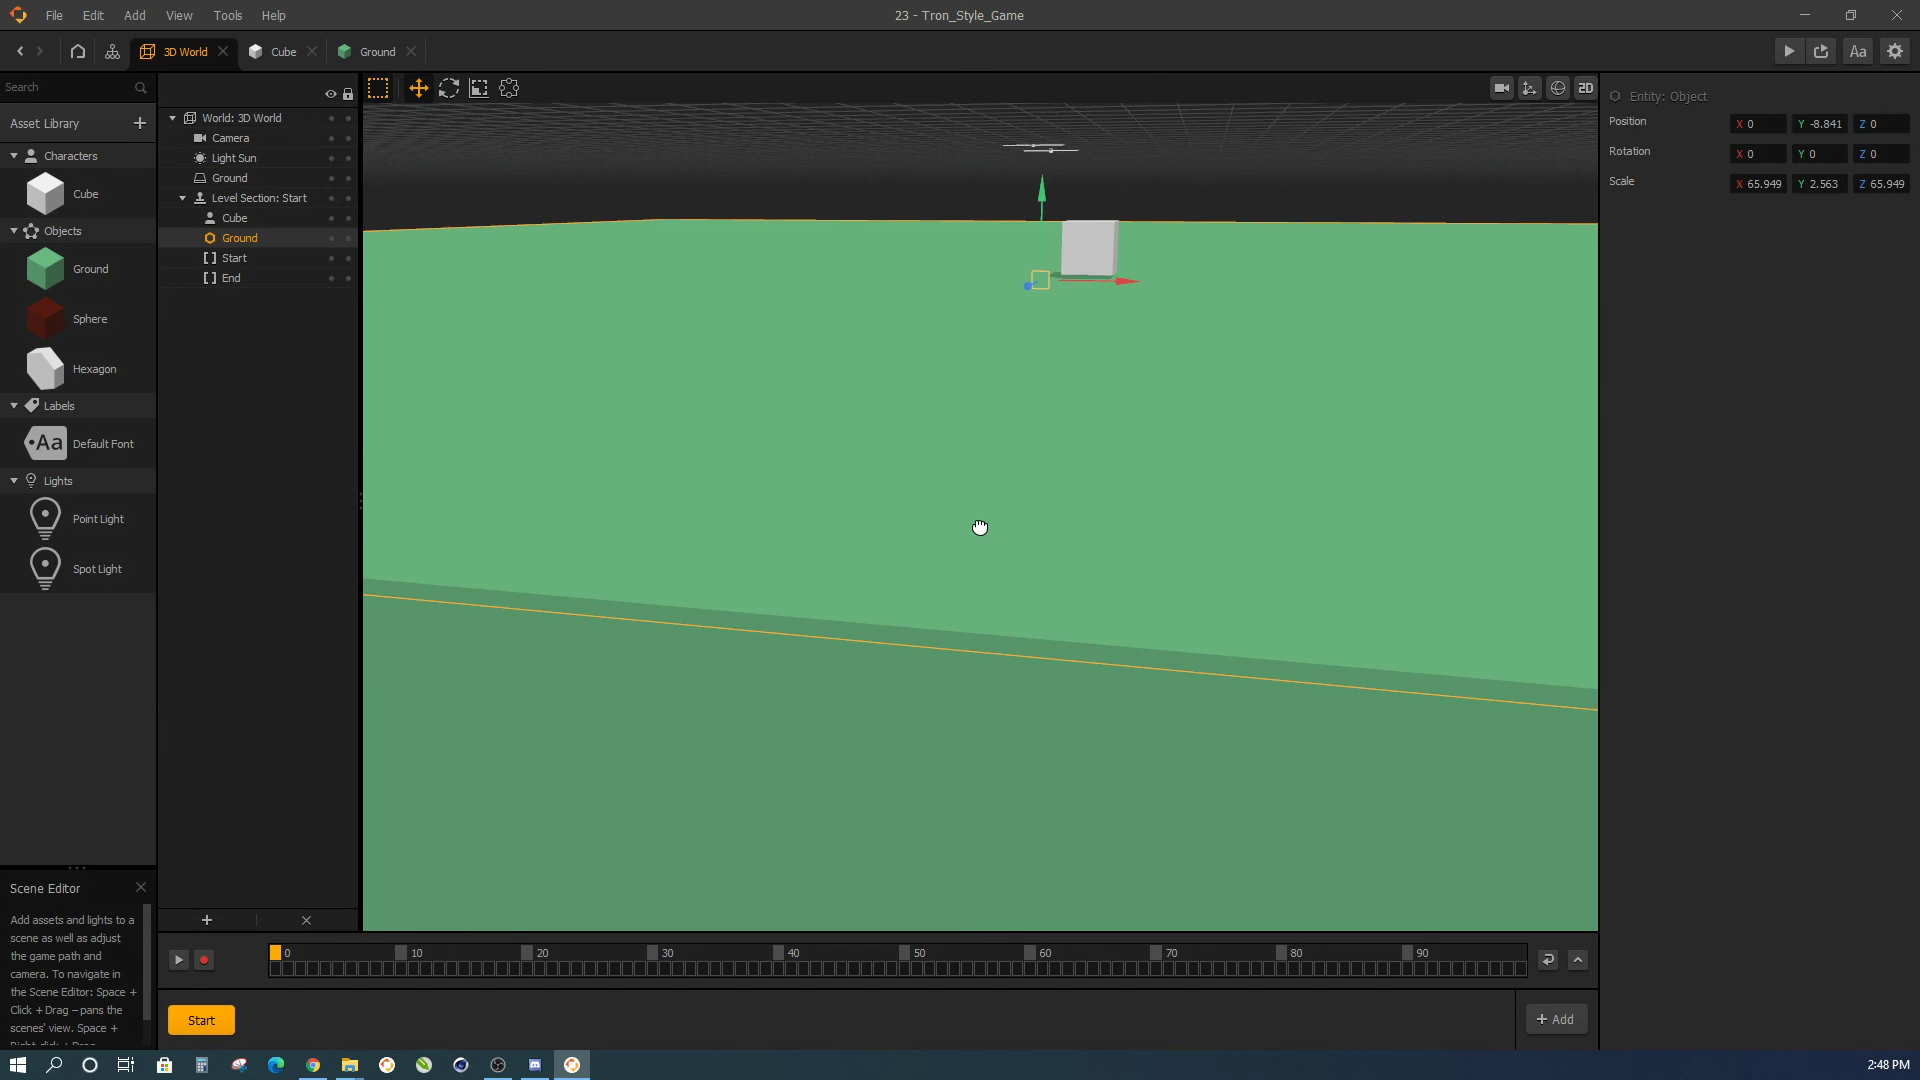 File Edit Add View Tools Help
23 - Tron_Style_Game
3D World Cube Ground
Aa
Search
Asset Library
Characters
Cube
Objects
Ground
Sphere
Hexagon
Labels
Aa Default Font
Lights
Point Light
Spot Light
World: 3D World
Camera
Light Sun
Ground
Level Section: Start
Cube
Ground
Start
End
2D
Entity: Object
Position X 0 Y -8.841 Z 0
Rotation X 0 Y 0 Z 0
Scale X 65.949 Y 2.563 Z 65.949
Scene Editor
Add assets and lights to a
scene as well as adjust
the game path and
camera. To navigate in
the Scene Editor: Space +
Click + Drag – pans the
scenes' view. Space +
Right click + Drag
0 10 20 30 40 50 60 70 80 90
Start
+ Add
2:48 PM